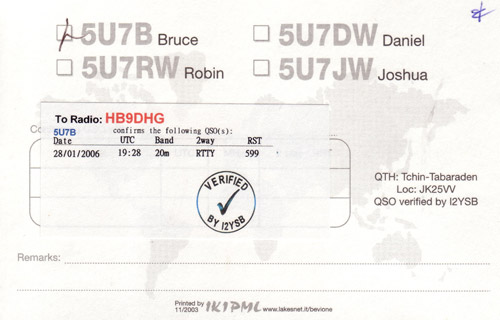 5U7B Bruce
5U7DW Daniel
5U7RW Robin
5U7JW Joshua
To Radio: HB9DHG
5U7B confirms the following QSO(s):
Date UTC Band 2way RST
28/01/2006 19:28 20m RTTY 599
VERIFIED
BY I2YSB
QTH: Tchin-Tabaraden
Loc: JK25VV
QSO verified by I2YSB
Remarks:
Printed by
11/2003 IK1PML www.lakesnet.it/bevione